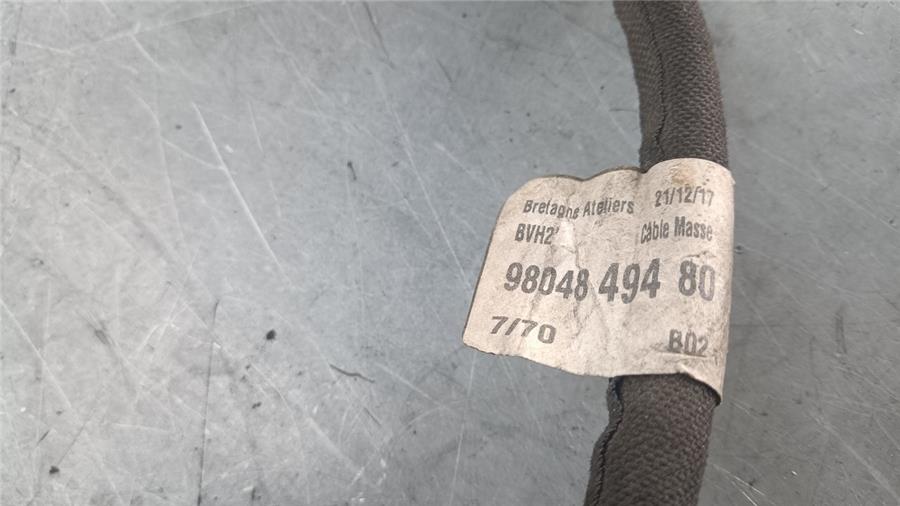 Bretagne Ateliers 21/12/17
BVH2 Câble Masse
98048 494 80
7/70 B02